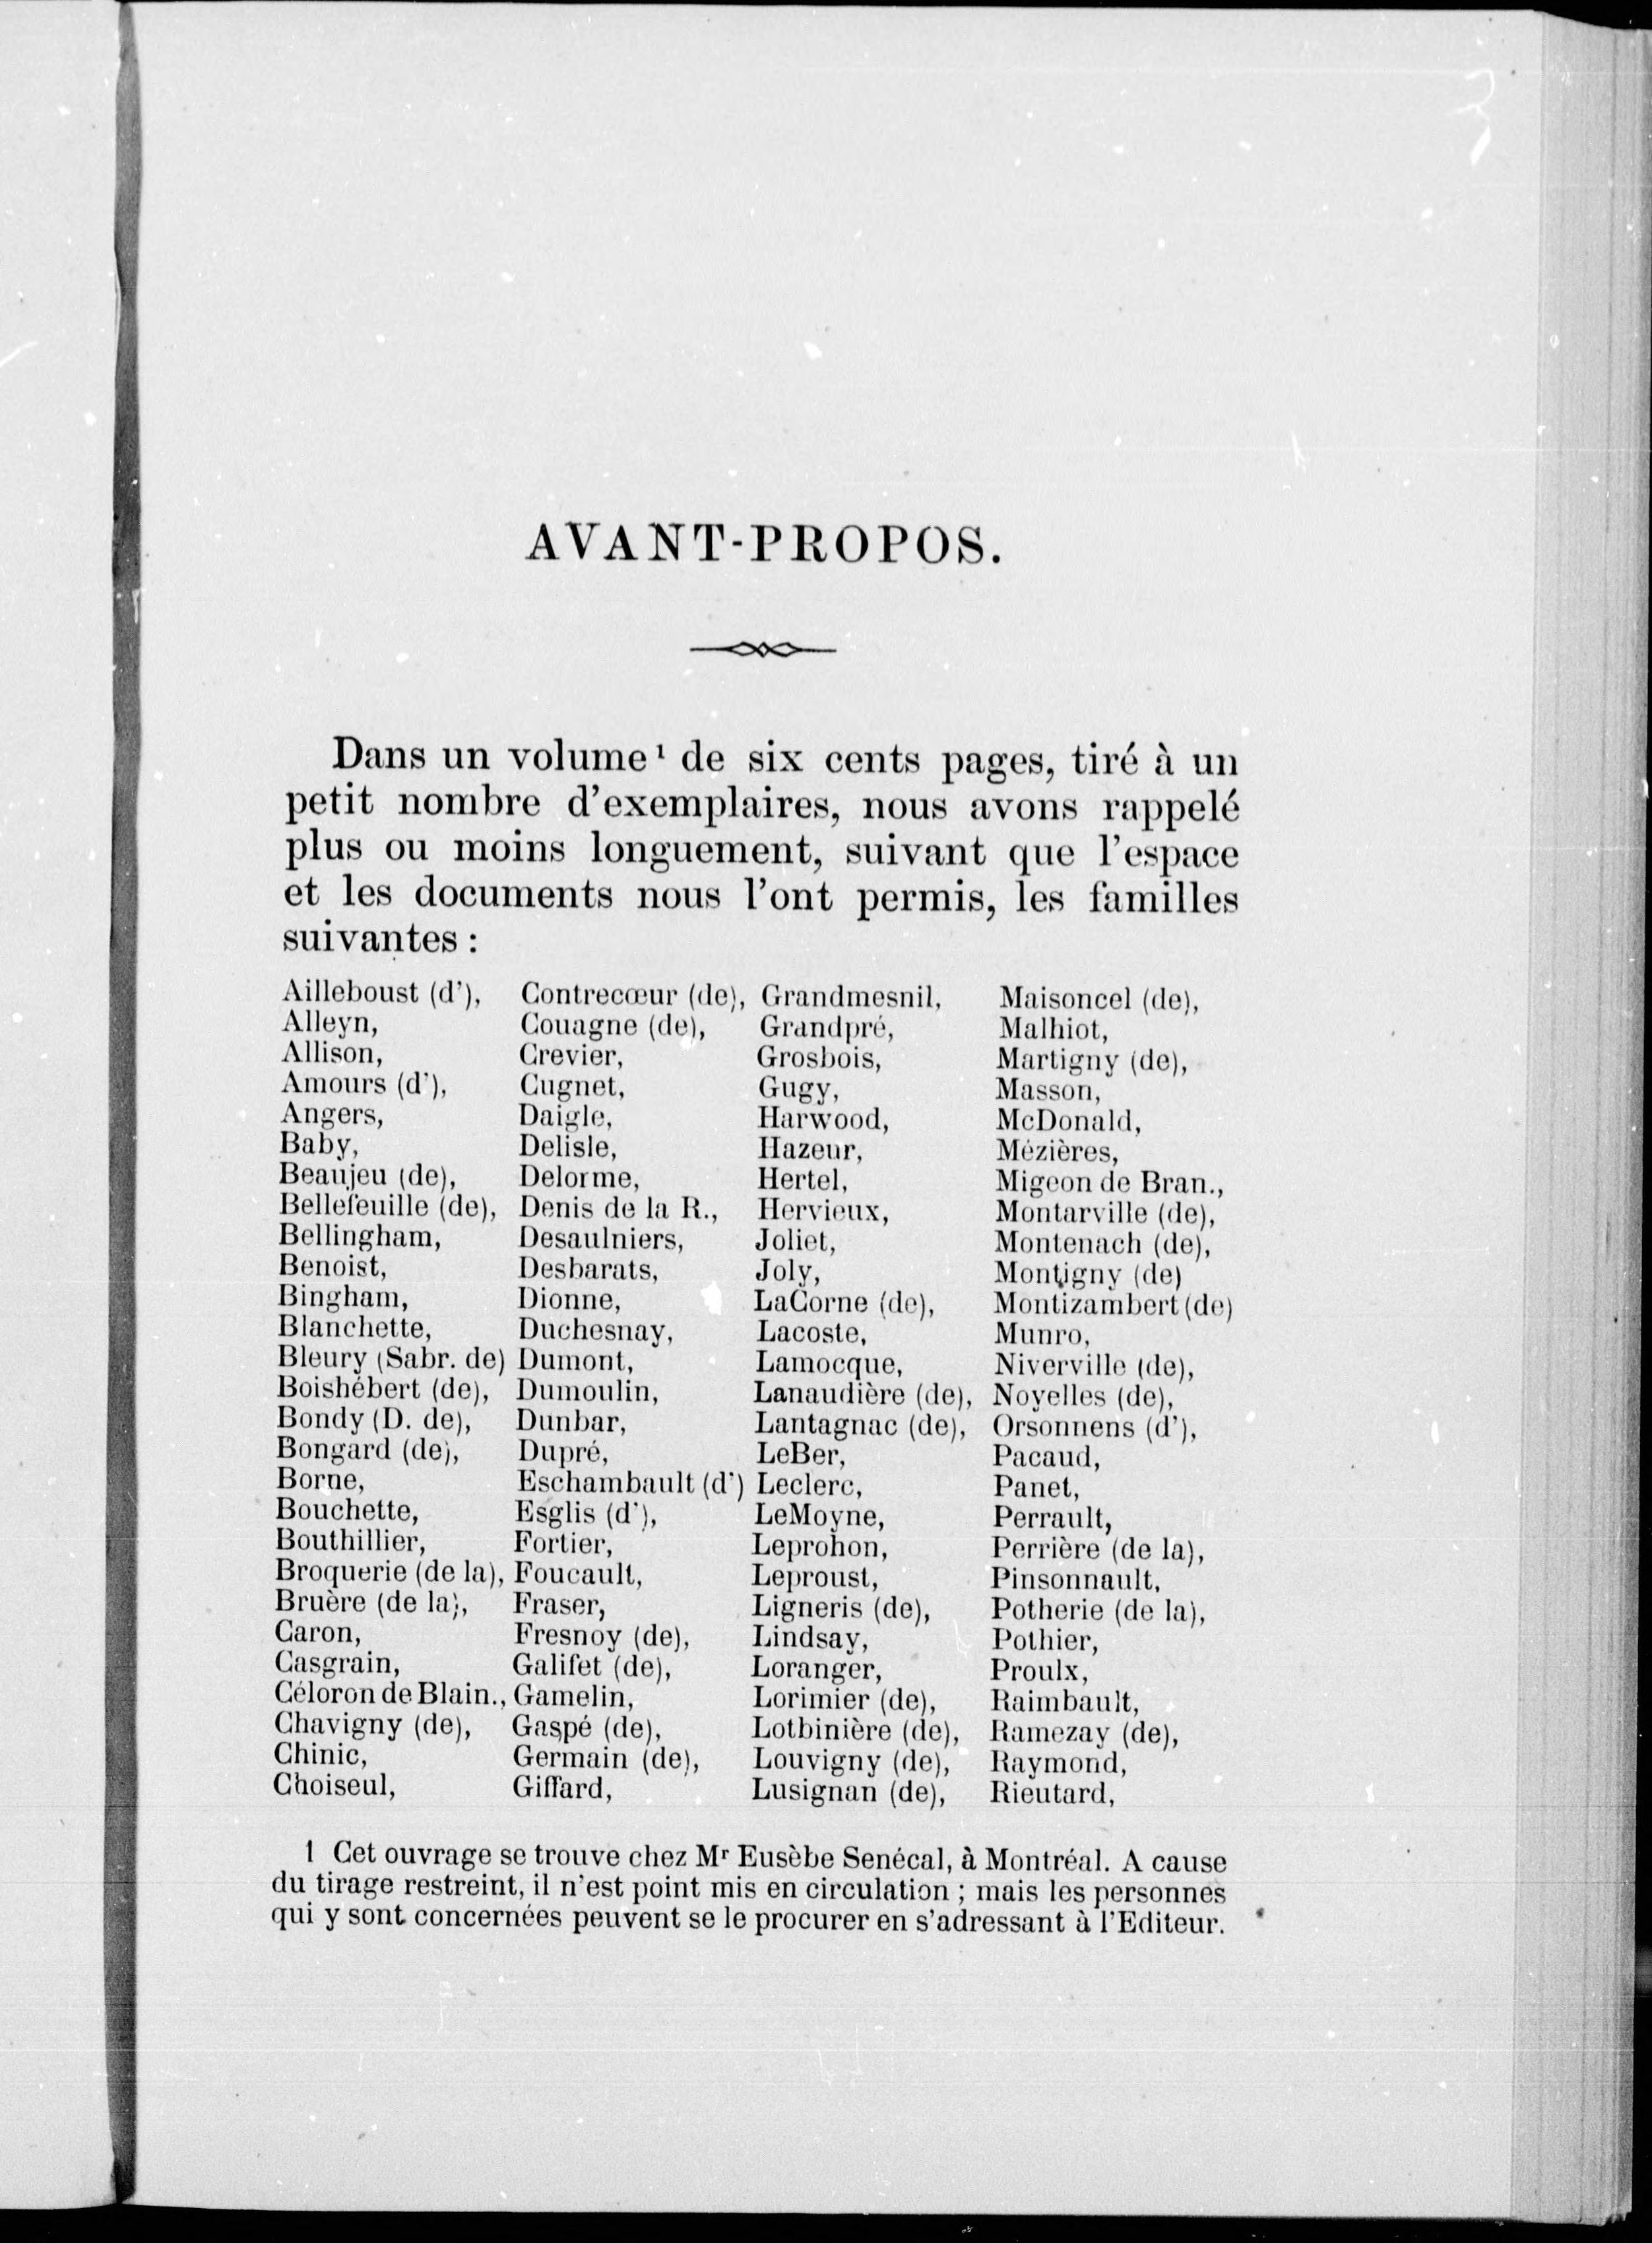 AVANT-PROPOS.
Dans un volume¹ de six cents pages, tiré à un
petit nombre d'exemplaires, nous avons rappelé
plus ou moins longuement, suivant que l'espace
et les documents nous l'ont permis, les familles
suivantes :
Ailleboust (d'),
Alleyn,
Allison,
Amours (d'),
Angers,
Baby,
Beaujeu (de),
Bellefeuille (de),
Bellingham,
Benoist,
Bingham,
Blanchette,
Bleury (Sabr. de)
Boishébert (de),
Bondy (D. de),
Bongard (de),
Borne,
Bouchette,
Bouthillier,
Broquerie (de la),
Bruère (de la),
Caron,
Casgrain,
Céloron de Blain.,
Chavigny (de),
Chinic,
Choiseul,
Contrecœur (de),
Couagne (de),
Crevier,
Cugnet,
Daigle,
Delisle,
Delorme,
Denis de la R.,
Desaulniers,
Desbarats,
Dionne,
Duchesnay,
Dumont,
Dumoulin,
Dunbar,
Dupré,
Eschambault (d')
Esglis (d'),
Fortier,
Foucault,
Fraser,
Fresnoy (de),
Galifet (de),
Gamelin,
Gaspé (de),
Germain (de),
Giffard,
Grandmesnil,
Grandpré,
Grosbois,
Gugy,
Harwood,
Hazeur,
Hertel,
Hervieux,
Joliet,
Joly,
LaCorne (de),
Lacoste,
Lamocque,
Lanaudière (de),
Lantagnac (de),
LeBer,
Leclerc,
LeMoyne,
Leprohon,
Leproust,
Ligneris (de),
Lindsay,
Loranger,
Lorimier (de),
Lotbinière (de),
Louvigny (de),
Lusignan (de),
Maisoncel (de),
Malhiot,
Martigny (de),
Masson,
McDonald,
Mézières,
Migeon de Bran.,
Montarville (de),
Montenach (de),
Montigny (de)
Montizambert (de)
Munro,
Niverville (de),
Noyelles (de),
Orsonnens (d'),
Pacaud,
Panet,
Perrault,
Perrière (de la),
Pinsonnault,
Potherie (de la),
Pothier,
Proulx,
Raimbault,
Ramezay (de),
Raymond,
Rieutard,
1 Cet ouvrage se trouve chez Mr Eusèbe Senécal, à Montréal. A cause
du tirage restreint, il n'est point mis en circulation ; mais les personnes
qui y sont concernées peuvent se le procurer en s'adressant à l'Editeur.